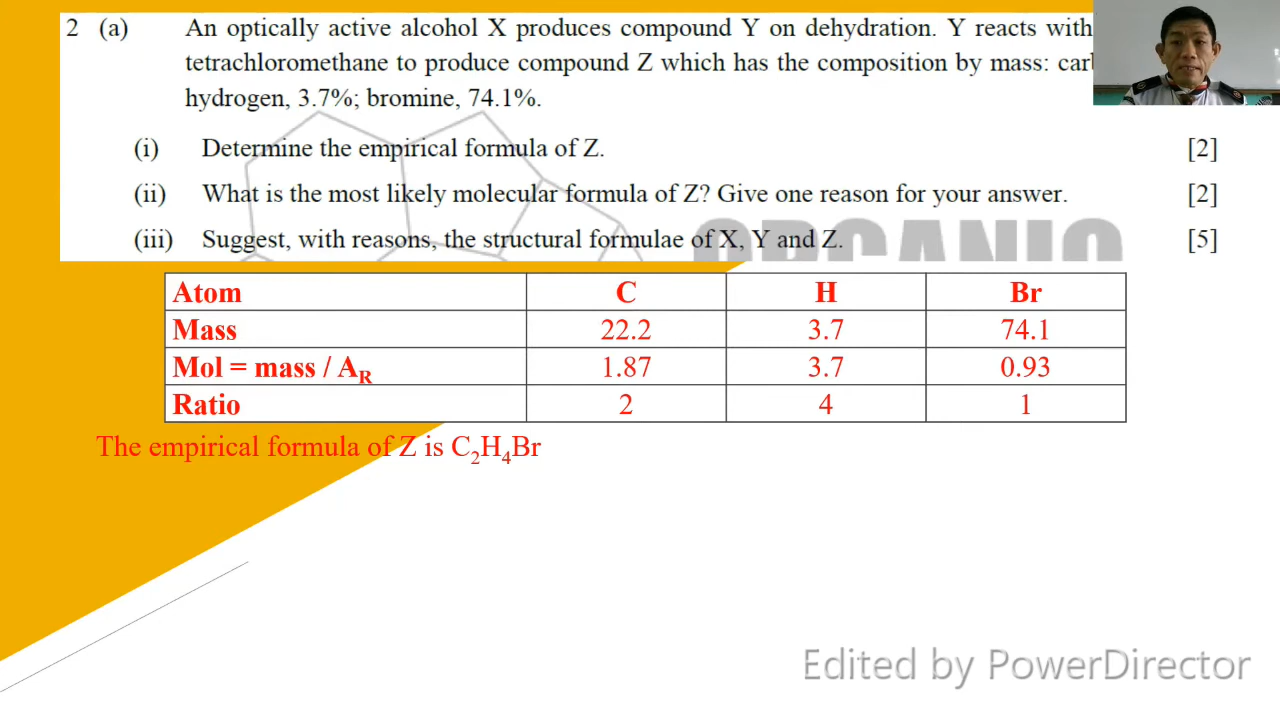 2 (a) An optically active alcohol X produces compound Y on dehydration. Y reacts with
tetrachloromethane to produce compound Z which has the composition by mass:
hydrogen, 3.7%; bromine, 74.1%.
(i) Determine the empirical formula of Z. [2]
(ii) What is the most likely molecular formula of Z? Give one reason for your answer. [2]
(iii) Suggest, with reasons, the structural formulae of X, Y and Z. [5]
ORGANIC
Atom C H Br
Mass 22.2 3.7 74.1
Mol = mass / A_R 1.87 3.7 0.93
Ratio 2 4 1
The empirical formula of Z is C₂H₄Br
Edited by PowerDirector